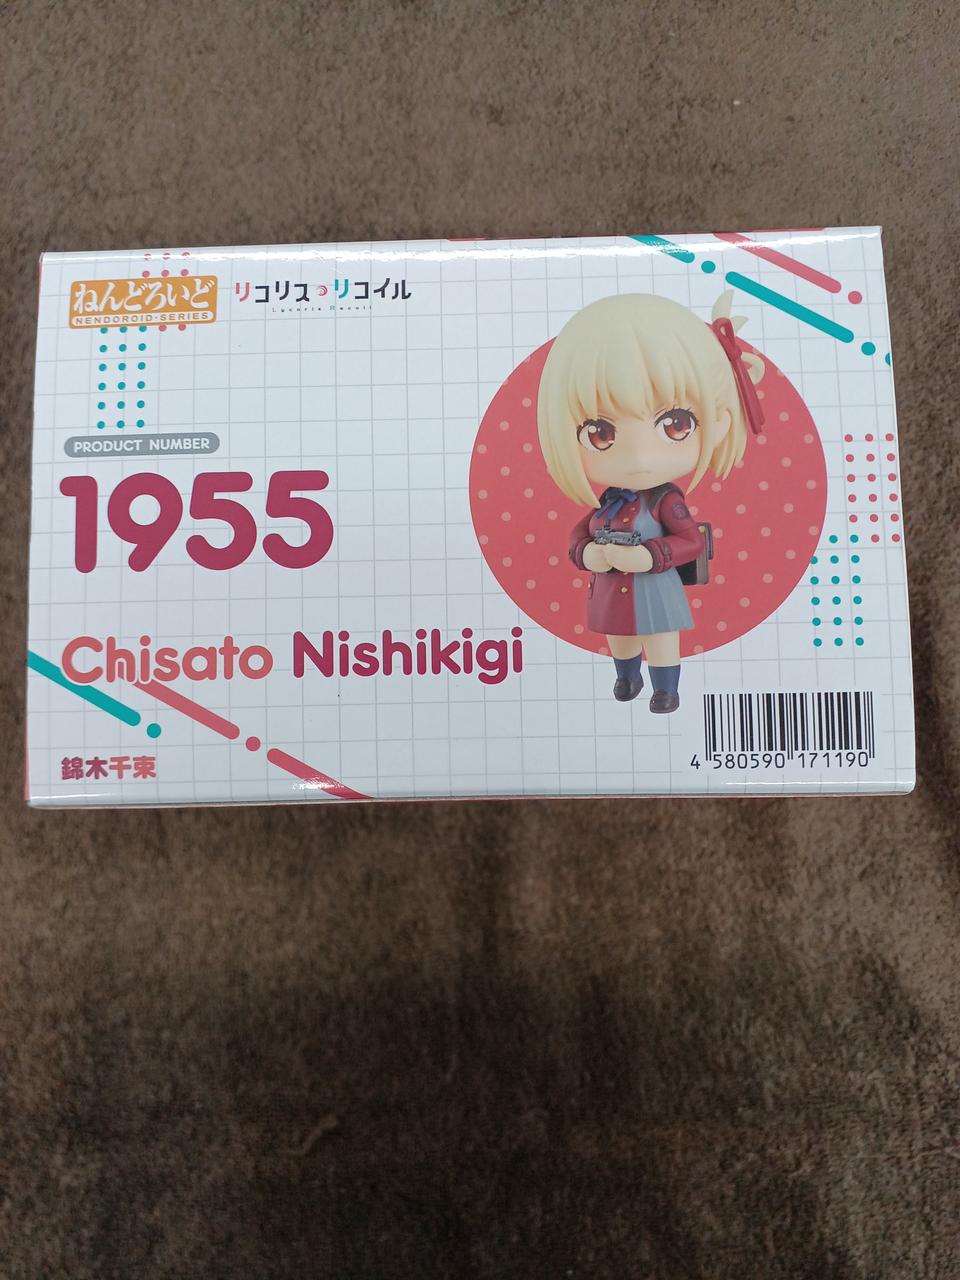 ねんどろいど
NENDOROID·SERIES
リコリス・リコイル
Lycoris Recoil
PRODUCT NUMBER
1955
Chisato Nishikigi
錦木千束
4 580590 171190